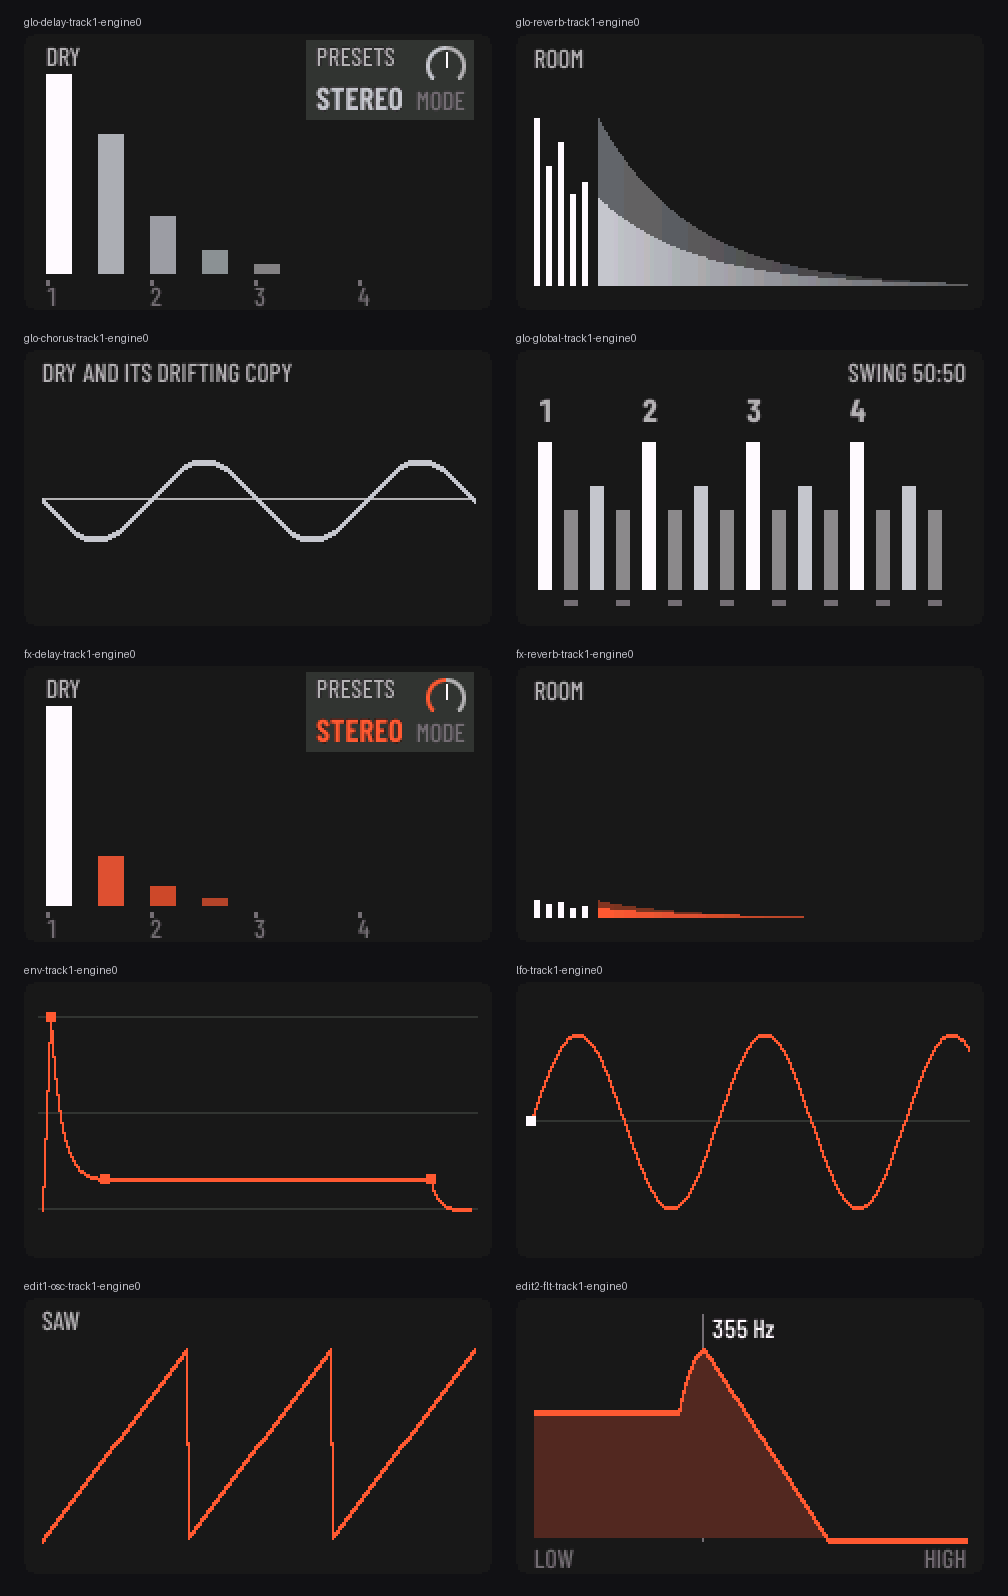 glo-delay-track1-engine0
DRY
PRESETS
STEREO MODE
1 2 3 4
glo-reverb-track1-engine0
ROOM
glo-chorus-track1-engine0
DRY AND ITS DRIFTING COPY
glo-global-track1-engine0
SWING 50:50
1 2 3 4
fx-delay-track1-engine0
DRY
PRESETS
STEREO MODE
1 2 3 4
fx-reverb-track1-engine0
ROOM
env-track1-engine0
lfo-track1-engine0
edit1-osc-track1-engine0
SAW
edit2-flt-track1-engine0
355 Hz
LOW HIGH